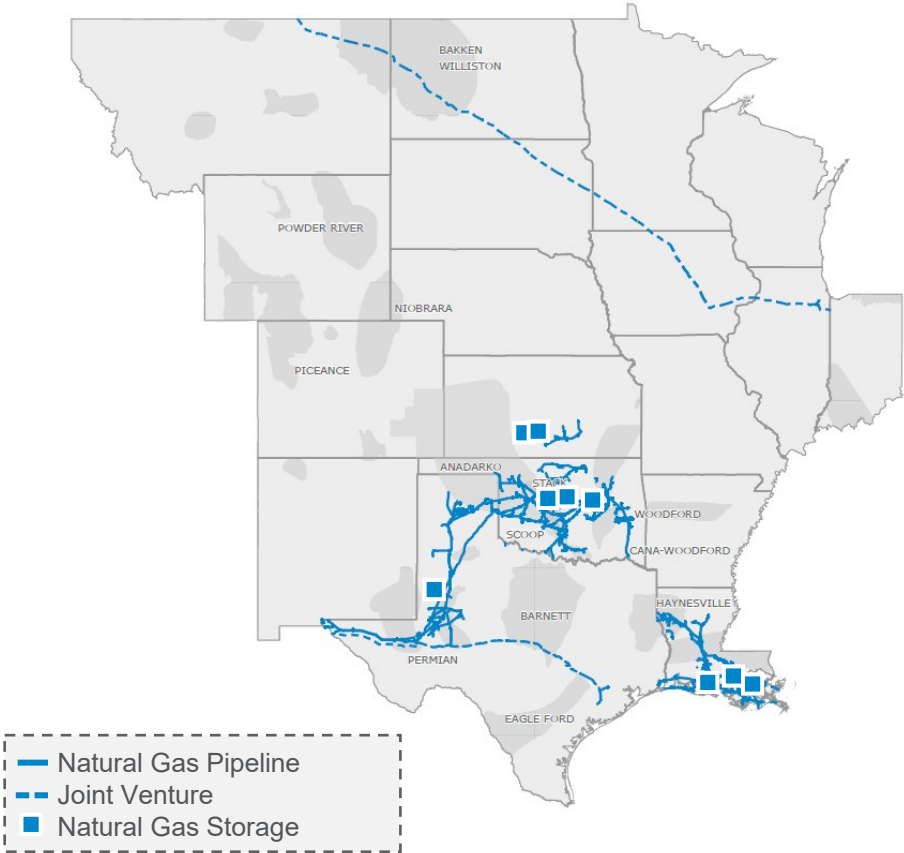 BAKKEN
WILLISTON
POWDER RIVER
NIOBRARA
PICEANCE
ANADARKO
STACK
WOODFORD
SCOOP
CANA-WOODFORD
HAYNESVILLE
BARNETT
PERMIAN
EAGLE FORD
Natural Gas Pipeline
Joint Venture
Natural Gas Storage